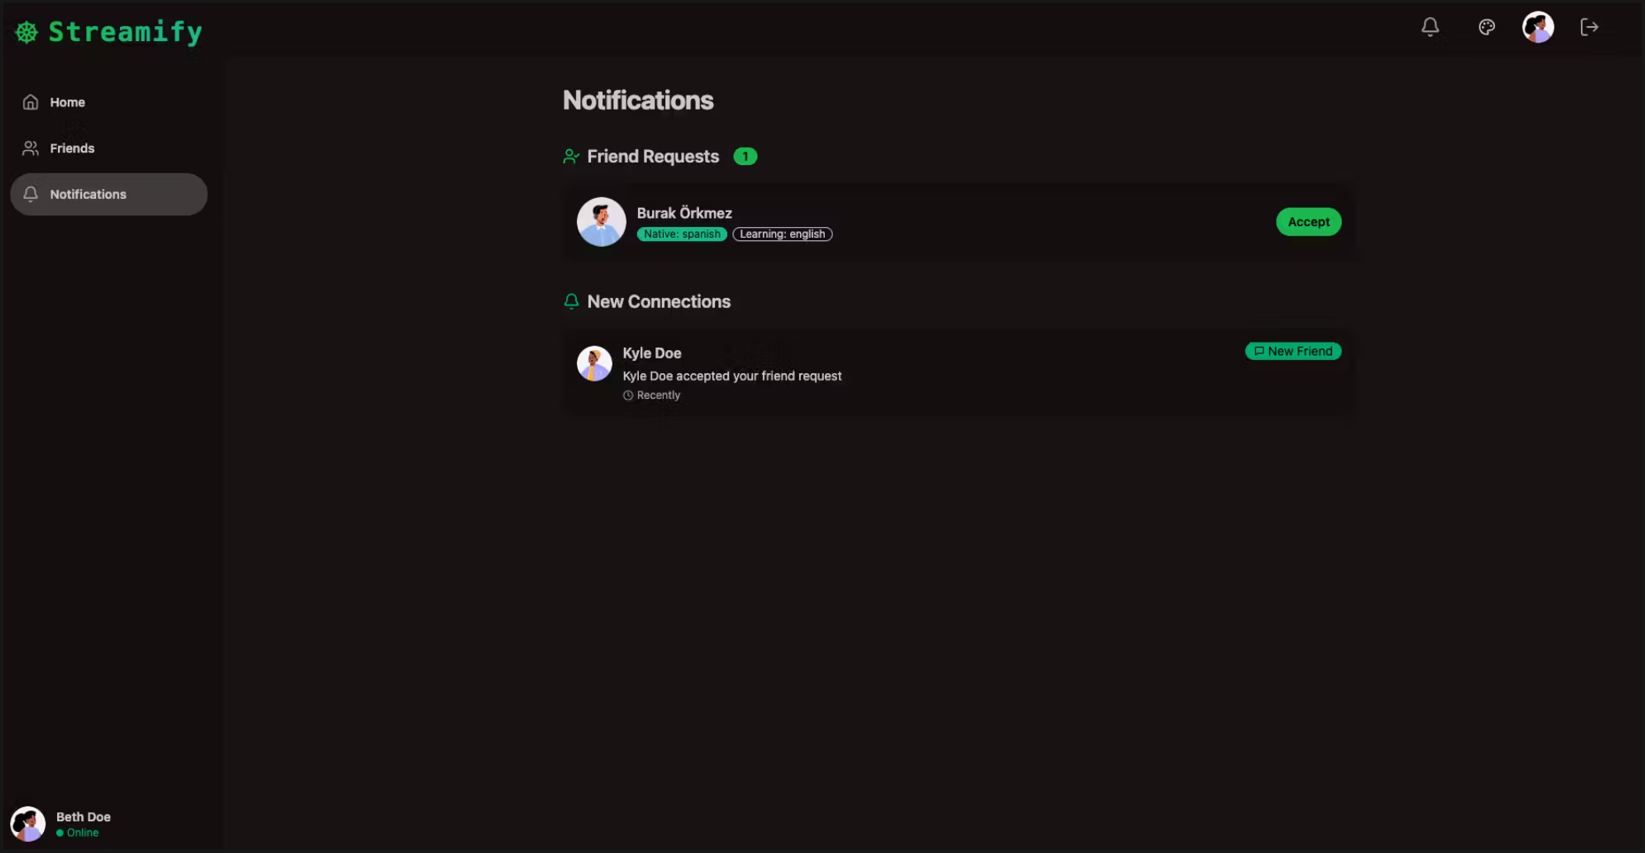 Streamify
Home
Friends
Notifications
Notifications
Friend Requests 1
Burak Örkmez
Native: spanish Learning: english
Accept
New Connections
Kyle Doe
New Friend
Kyle Doe accepted your friend request
Recently
Beth Doe
Online